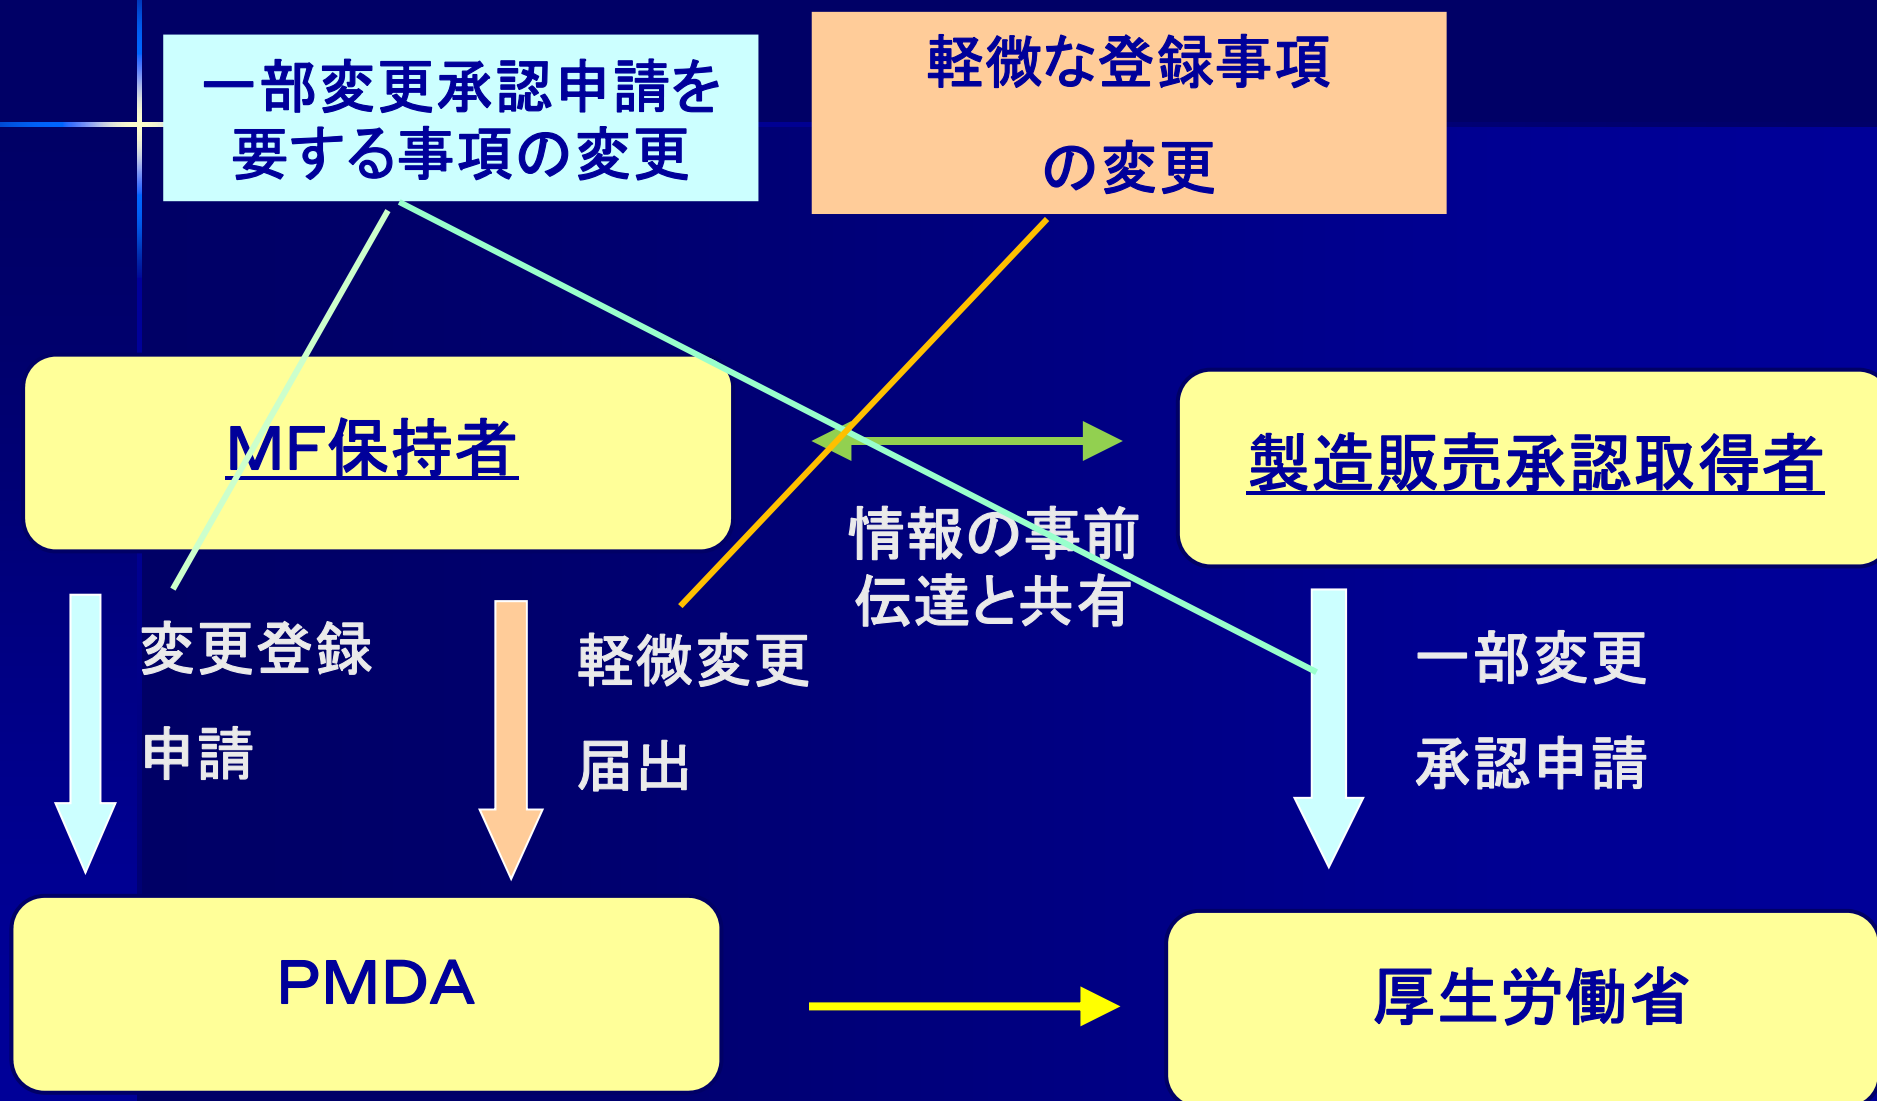 一部変更承認申請を
要する事項の変更
軽微な登録事項
の変更
MF保持者
製造販売承認取得者
情報の事前
伝達と共有
変更登録
申請
軽微変更
届出
一部変更
承認申請
PMDA
厚生労働省